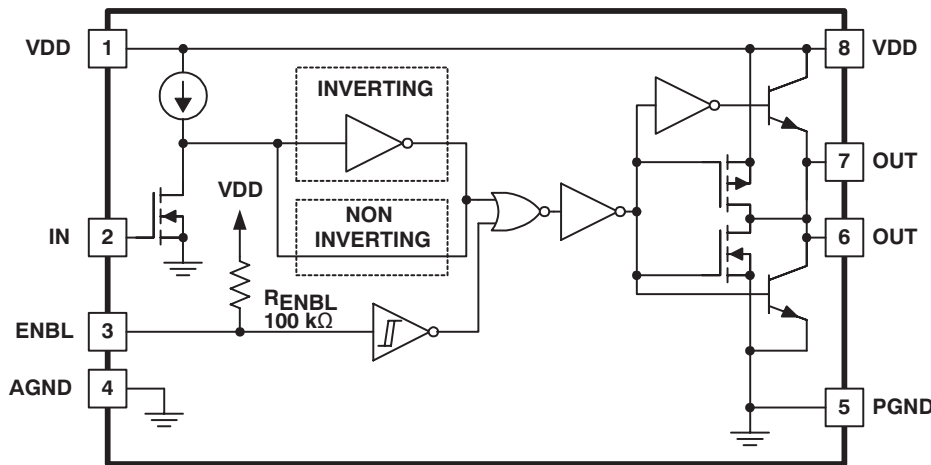 VDD 1
8 VDD
INVERTING
VDD
7 OUT
NON
INVERTING
IN 2
6 OUT
RENBL
100 kΩ
ENBL 3
AGND 4
5 PGND